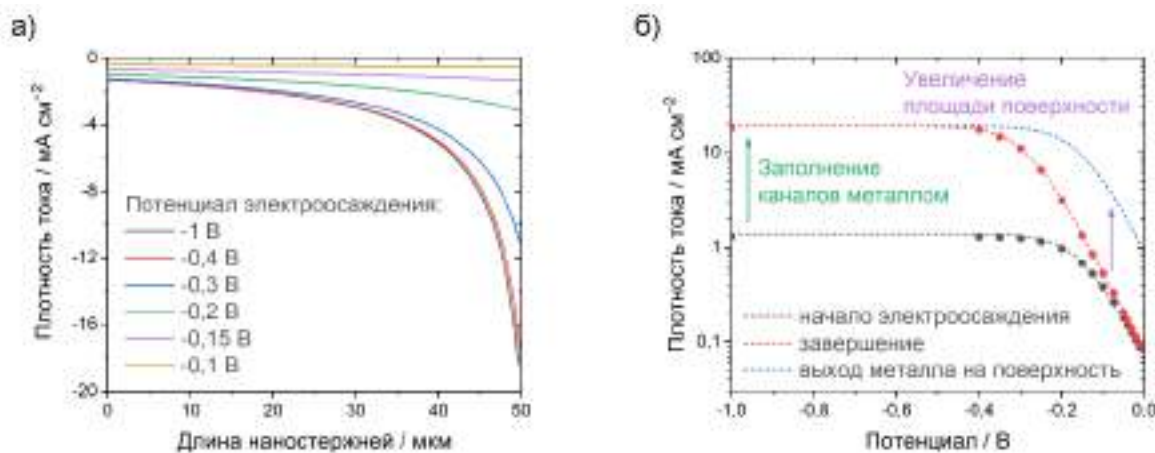 а)
0
-4
-8
-12
-16
-20
Плотность тока / мА см⁻²
Потенциал электроосаждения:
-1 В
-0,4 В
-0,3 В
-0,2 В
-0,15 В
-0,1 В
0 10 20 30 40 50
Длина наностержней / мкм
б)
100
10
1
0,1
Плотность тока / мА см⁻²
Увеличение
площади поверхности
Заполнение
каналов металлом
начало электроосаждения
завершение
выход металла на поверхность
-1,0 -0,8 -0,6 -0,4 -0,2 0,0
Потенциал / В